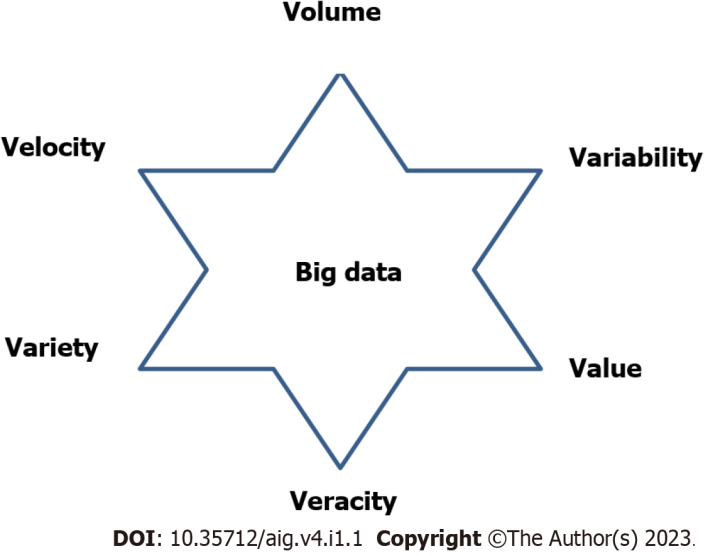 Volume
Velocity
Variability
Big data
Variety
Value
Veracity
DOI: 10.35712/aig.v4.i1.1 Copyright ©The Author(s) 2023.